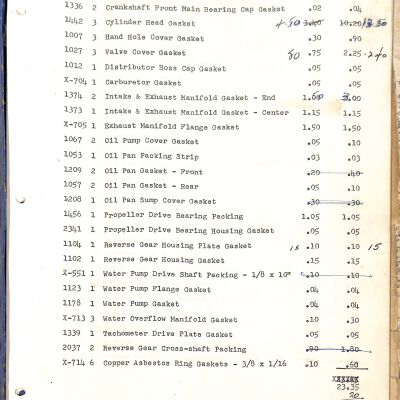 1336 2 Crankshaft Front Main Bearing Cap Gasket .02 .04
1442 3 Cylinder Head Gasket 4.50 3.40 10.20 13.50
1007 3 Hand Hole Cover Gasket .30 .90
1027 3 Valve Cover Gasket 80 .75 2.25 2.40
1012 1 Distributor Boss Cap Gasket .05 .05
X-704 1 Carburetor Gasket .05 .05
1374 2 Intake & Exhaust Manifold Gasket - End 1.50 3.00
1373 1 Intake & Exhaust Manifold Gasket - Center 1.15 1.15
X-705 1 Exhaust Manifold Flange Gasket 1.50 1.50
1067 2 Oil Pump Cover Gasket .05 .10
1053 1 Oil Pan Packing Strip .03 .03
1209 2 Oil Pan Gasket - Front .20 .40
1057 2 Oil Pan Gasket - Rear .05 .10
1208 1 Oil Pan Sump Cover Gasket .30 .30
1456 1 Propeller Drive Bearing Packing 1.05 1.05
2341 1 Propeller Drive Bearing Housing Gasket .05 .05
1104 1 Reverse Gear Housing Plate Gasket 15 .10 .10 15
1102 1 Reverse Gear Housing Gasket .15 .15
X-551 1 Water Pump Drive Shaft Packing - 1/8 x 10" .10 .10
1123 1 Water Pump Flange Gasket .04 .04
1178 1 Water Pump Gasket .04 .04
X-713 3 Water Overflow Manifold Gasket .10 .30
1339 1 Tachometer Drive Plate Gasket .05 .05
2037 2 Reverse Gear Cross-shaft Packing .90 1.80
X-714 6 Copper Asbestos Ring Gaskets - 3/8 x 1/16 .10 .60
XXXXXX
23.35